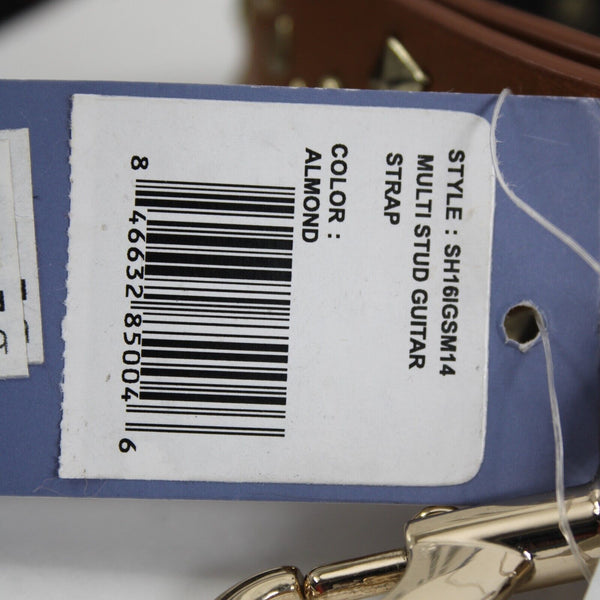 STYLE : SH16IGSM14
MULTI STUD GUITAR
STRAP
COLOR :
ALMOND
8 46632 85004 6